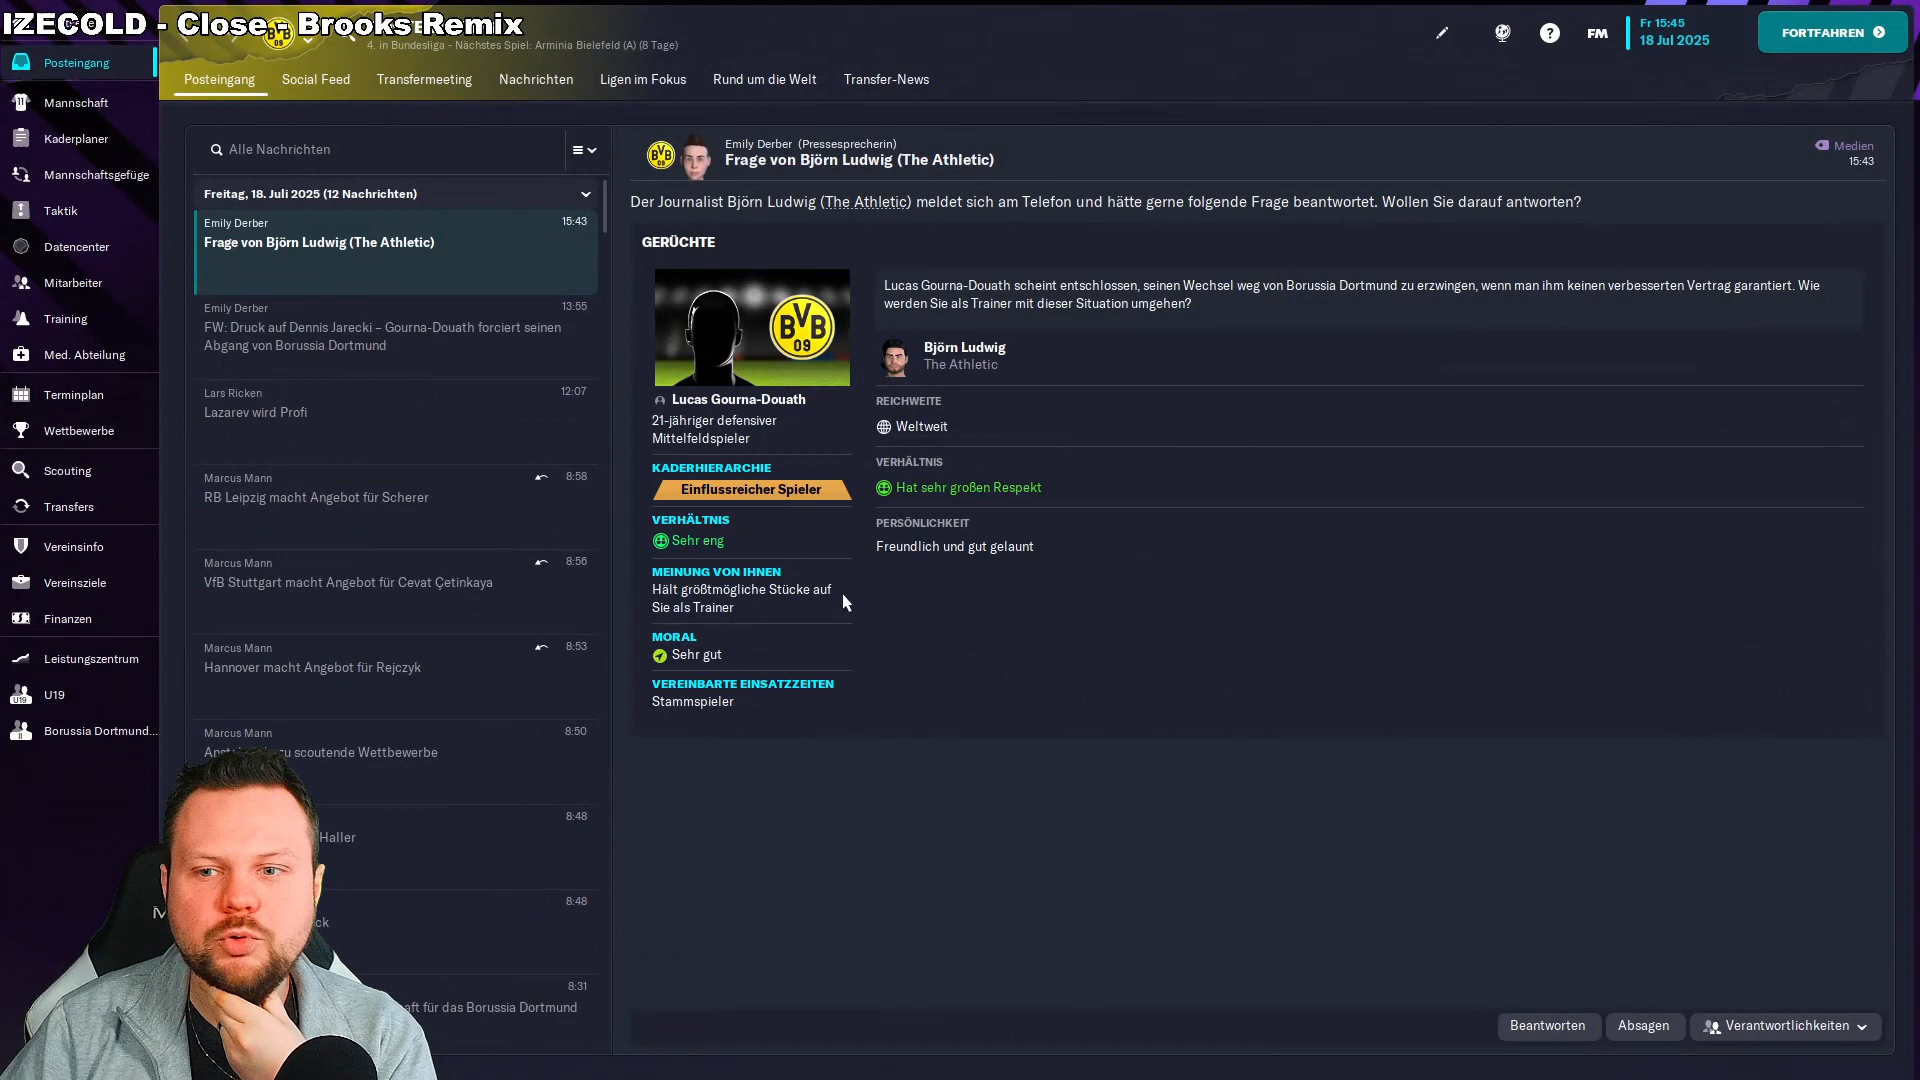 IZECOLD - Close - Brooks Remix
4. in Bundesliga - Nächstes Spiel: Arminia Bielefeld (A) (8 Tage)
FM
Fr 15:45
18 Jul 2025
FORTFAHREN
Posteingang
Social Feed
Transfermeeting
Nachrichten
Ligen im Fokus
Rund um die Welt
Transfer-News
Posteingang
Mannschaft
Kaderplaner
Mannschaftsgefüge
Taktik
Datencenter
Mitarbeiter
Training
Med. Abteilung
Terminplan
Wettbewerbe
Scouting
Transfers
Vereinsinfo
Vereinsziele
Finanzen
Leistungszentrum
U19
Borussia Dortmund...
Alle Nachrichten
Freitag, 18. Juli 2025 (12 Nachrichten)
Emily Derber 15:43
Frage von Björn Ludwig (The Athletic)
Emily Derber 13:55
FW: Druck auf Dennis Jarecki – Gourna-Douath forciert seinen
Abgang von Borussia Dortmund
Lars Ricken 12:07
Lazarev wird Profi
Marcus Mann 8:58
RB Leipzig macht Angebot für Scherer
Marcus Mann 8:56
VfB Stuttgart macht Angebot für Cevat Çetinkaya
Marcus Mann 8:53
Hannover macht Angebot für Rejczyk
Marcus Mann 8:50
zu scoutende Wettbewerbe
8:48
Haller
8:48
ck
8:31
aft für das Borussia Dortmund
Emily Derber (Pressesprecherin)
Frage von Björn Ludwig (The Athletic)
Medien
15:43
Der Journalist Björn Ludwig (The Athletic) meldet sich am Telefon und hätte gerne folgende Frage beantwortet. Wollen Sie darauf antworten?
GERÜCHTE
BVB
09
Lucas Gourna-Douath
21-jähriger defensiver
Mittelfeldspieler
KADERHIERARCHIE
Einflussreicher Spieler
VERHÄLTNIS
Sehr eng
MEINUNG VON IHNEN
Hält größtmögliche Stücke auf
Sie als Trainer
MORAL
Sehr gut
VEREINBARTE EINSATZZEITEN
Stammspieler
Lucas Gourna-Douath scheint entschlossen, seinen Wechsel weg von Borussia Dortmund zu erzwingen, wenn man ihm keinen verbesserten Vertrag garantiert. Wie
werden Sie als Trainer mit dieser Situation umgehen?
Björn Ludwig
The Athletic
REICHWEITE
Weltweit
VERHÄLTNIS
Hat sehr großen Respekt
PERSÖNLICHKEIT
Freundlich und gut gelaunt
Beantworten
Absagen
Verantwortlichkeiten